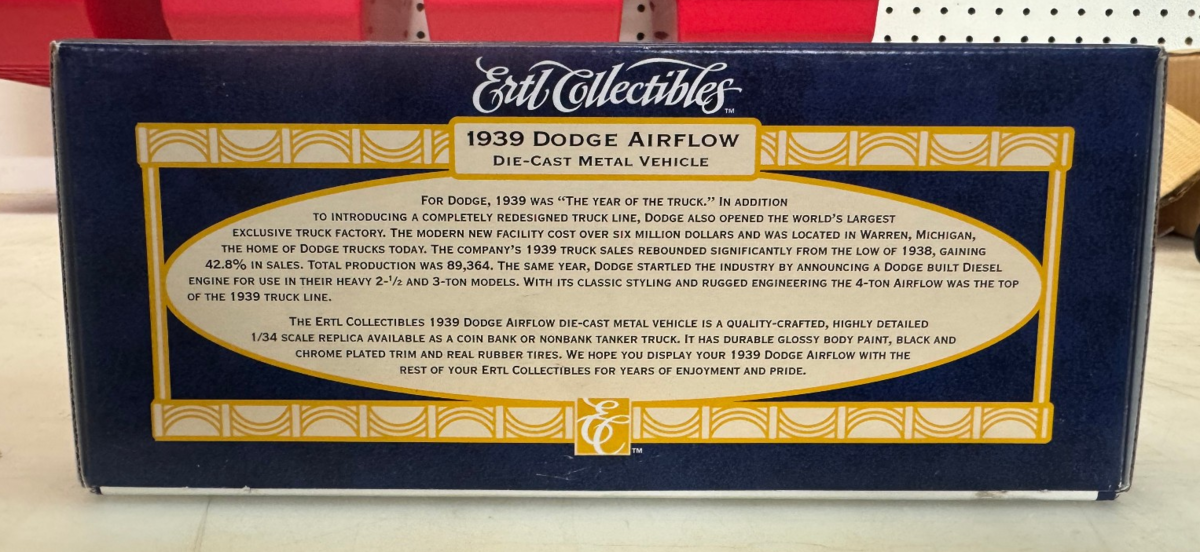 Ertl Collectibles™
1939 DODGE AIRFLOW
DIE-CAST METAL VEHICLE
FOR DODGE, 1939 WAS “THE YEAR OF THE TRUCK.” IN ADDITION
TO INTRODUCING A COMPLETELY REDESIGNED TRUCK LINE, DODGE ALSO OPENED THE WORLD’S LARGEST
EXCLUSIVE TRUCK FACTORY. THE MODERN NEW FACILITY COST OVER SIX MILLION DOLLARS AND WAS LOCATED IN WARREN, MICHIGAN,
THE HOME OF DODGE TRUCKS TODAY. THE COMPANY’S 1939 TRUCK SALES REBOUNDED SIGNIFICANTLY FROM THE LOW OF 1938, GAINING
42.8% IN SALES. TOTAL PRODUCTION WAS 89,364. THE SAME YEAR, DODGE STARTLED THE INDUSTRY BY ANNOUNCING A DODGE BUILT DIESEL
ENGINE FOR USE IN THEIR HEAVY 2-1/2 AND 3-TON MODELS. WITH ITS CLASSIC STYLING AND RUGGED ENGINEERING THE 4-TON AIRFLOW WAS THE TOP
OF THE 1939 TRUCK LINE.
THE ERTL COLLECTIBLES 1939 DODGE AIRFLOW DIE-CAST METAL VEHICLE IS A QUALITY-CRAFTED, HIGHLY DETAILED
1/34 SCALE REPLICA AVAILABLE AS A COIN BANK OR NONBANK TANKER TRUCK. IT HAS DURABLE GLOSSY BODY PAINT, BLACK AND
CHROME PLATED TRIM AND REAL RUBBER TIRES. WE HOPE YOU DISPLAY YOUR 1939 DODGE AIRFLOW WITH THE
REST OF YOUR ERTL COLLECTIBLES FOR YEARS OF ENJOYMENT AND PRIDE.
EC™